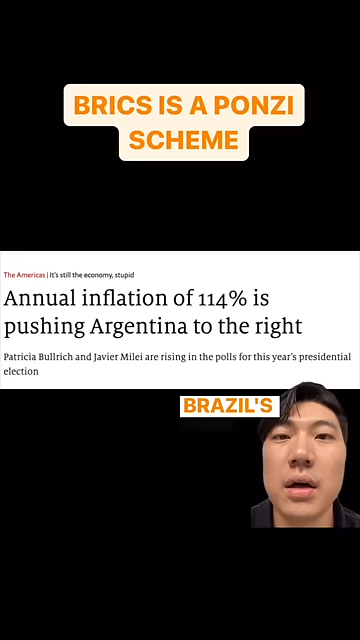 BRICS IS A PONZI
SCHEME
The Americas | It's still the economy, stupid
Annual inflation of 114% is
pushing Argentina to the right
Patricia Bullrich and Javier Milei are rising in the polls for this year's presidential
election
BRAZIL'S